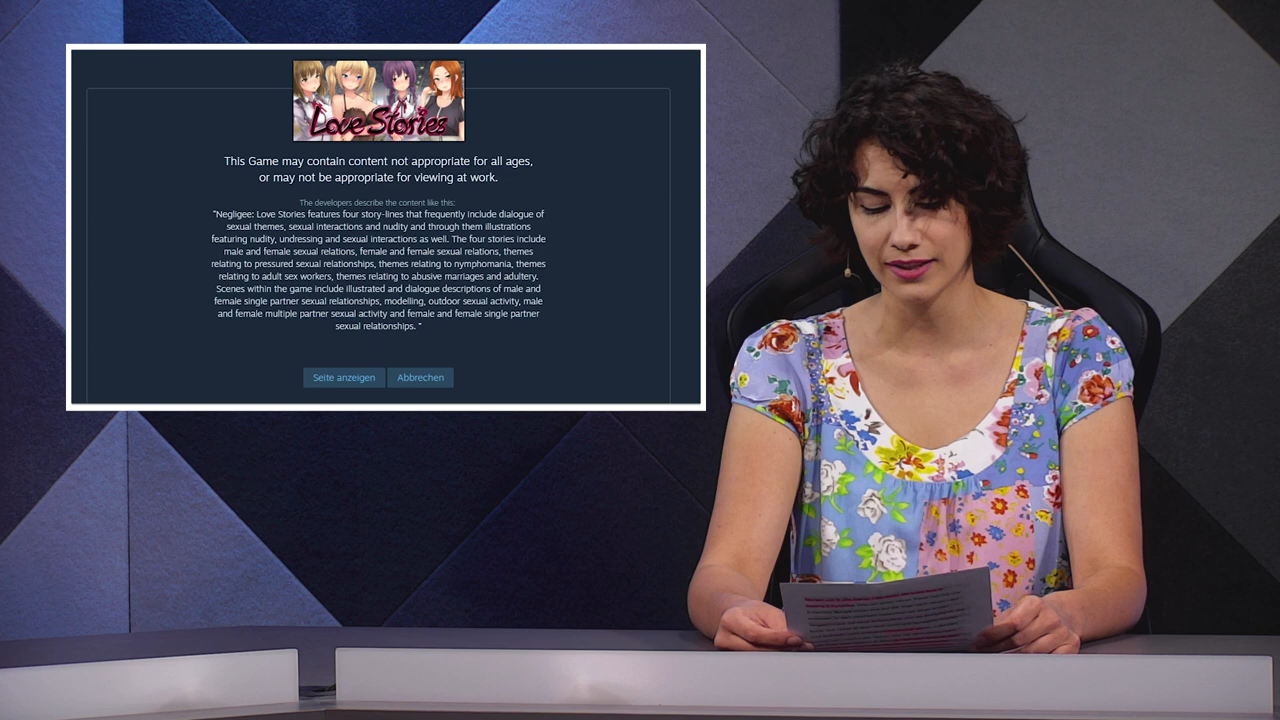 Love Stories
This Game may contain content not appropriate for all ages,
or may not be appropriate for viewing at work.
The developers describe the content like this:
"Negligee: Love Stories features four story-lines that frequently include dialogue of
sexual themes, sexual interactions and nudity and through them illustrations
featuring nudity, undressing and sexual interactions as well. The four stories include
male and female sexual relations, female and female sexual relations, themes
relating to pressured sexual relationships, themes relating to nymphomania, themes
relating to adult sex workers, themes relating to abusive marriages and adultery.
Scenes within the game include illustrated and dialogue descriptions of male and
female single partner sexual relationships, modelling, outdoor sexual activity, male
and female multiple partner sexual activity and female and female single partner
sexual relationships. "
Seite anzeigen Abbrechen